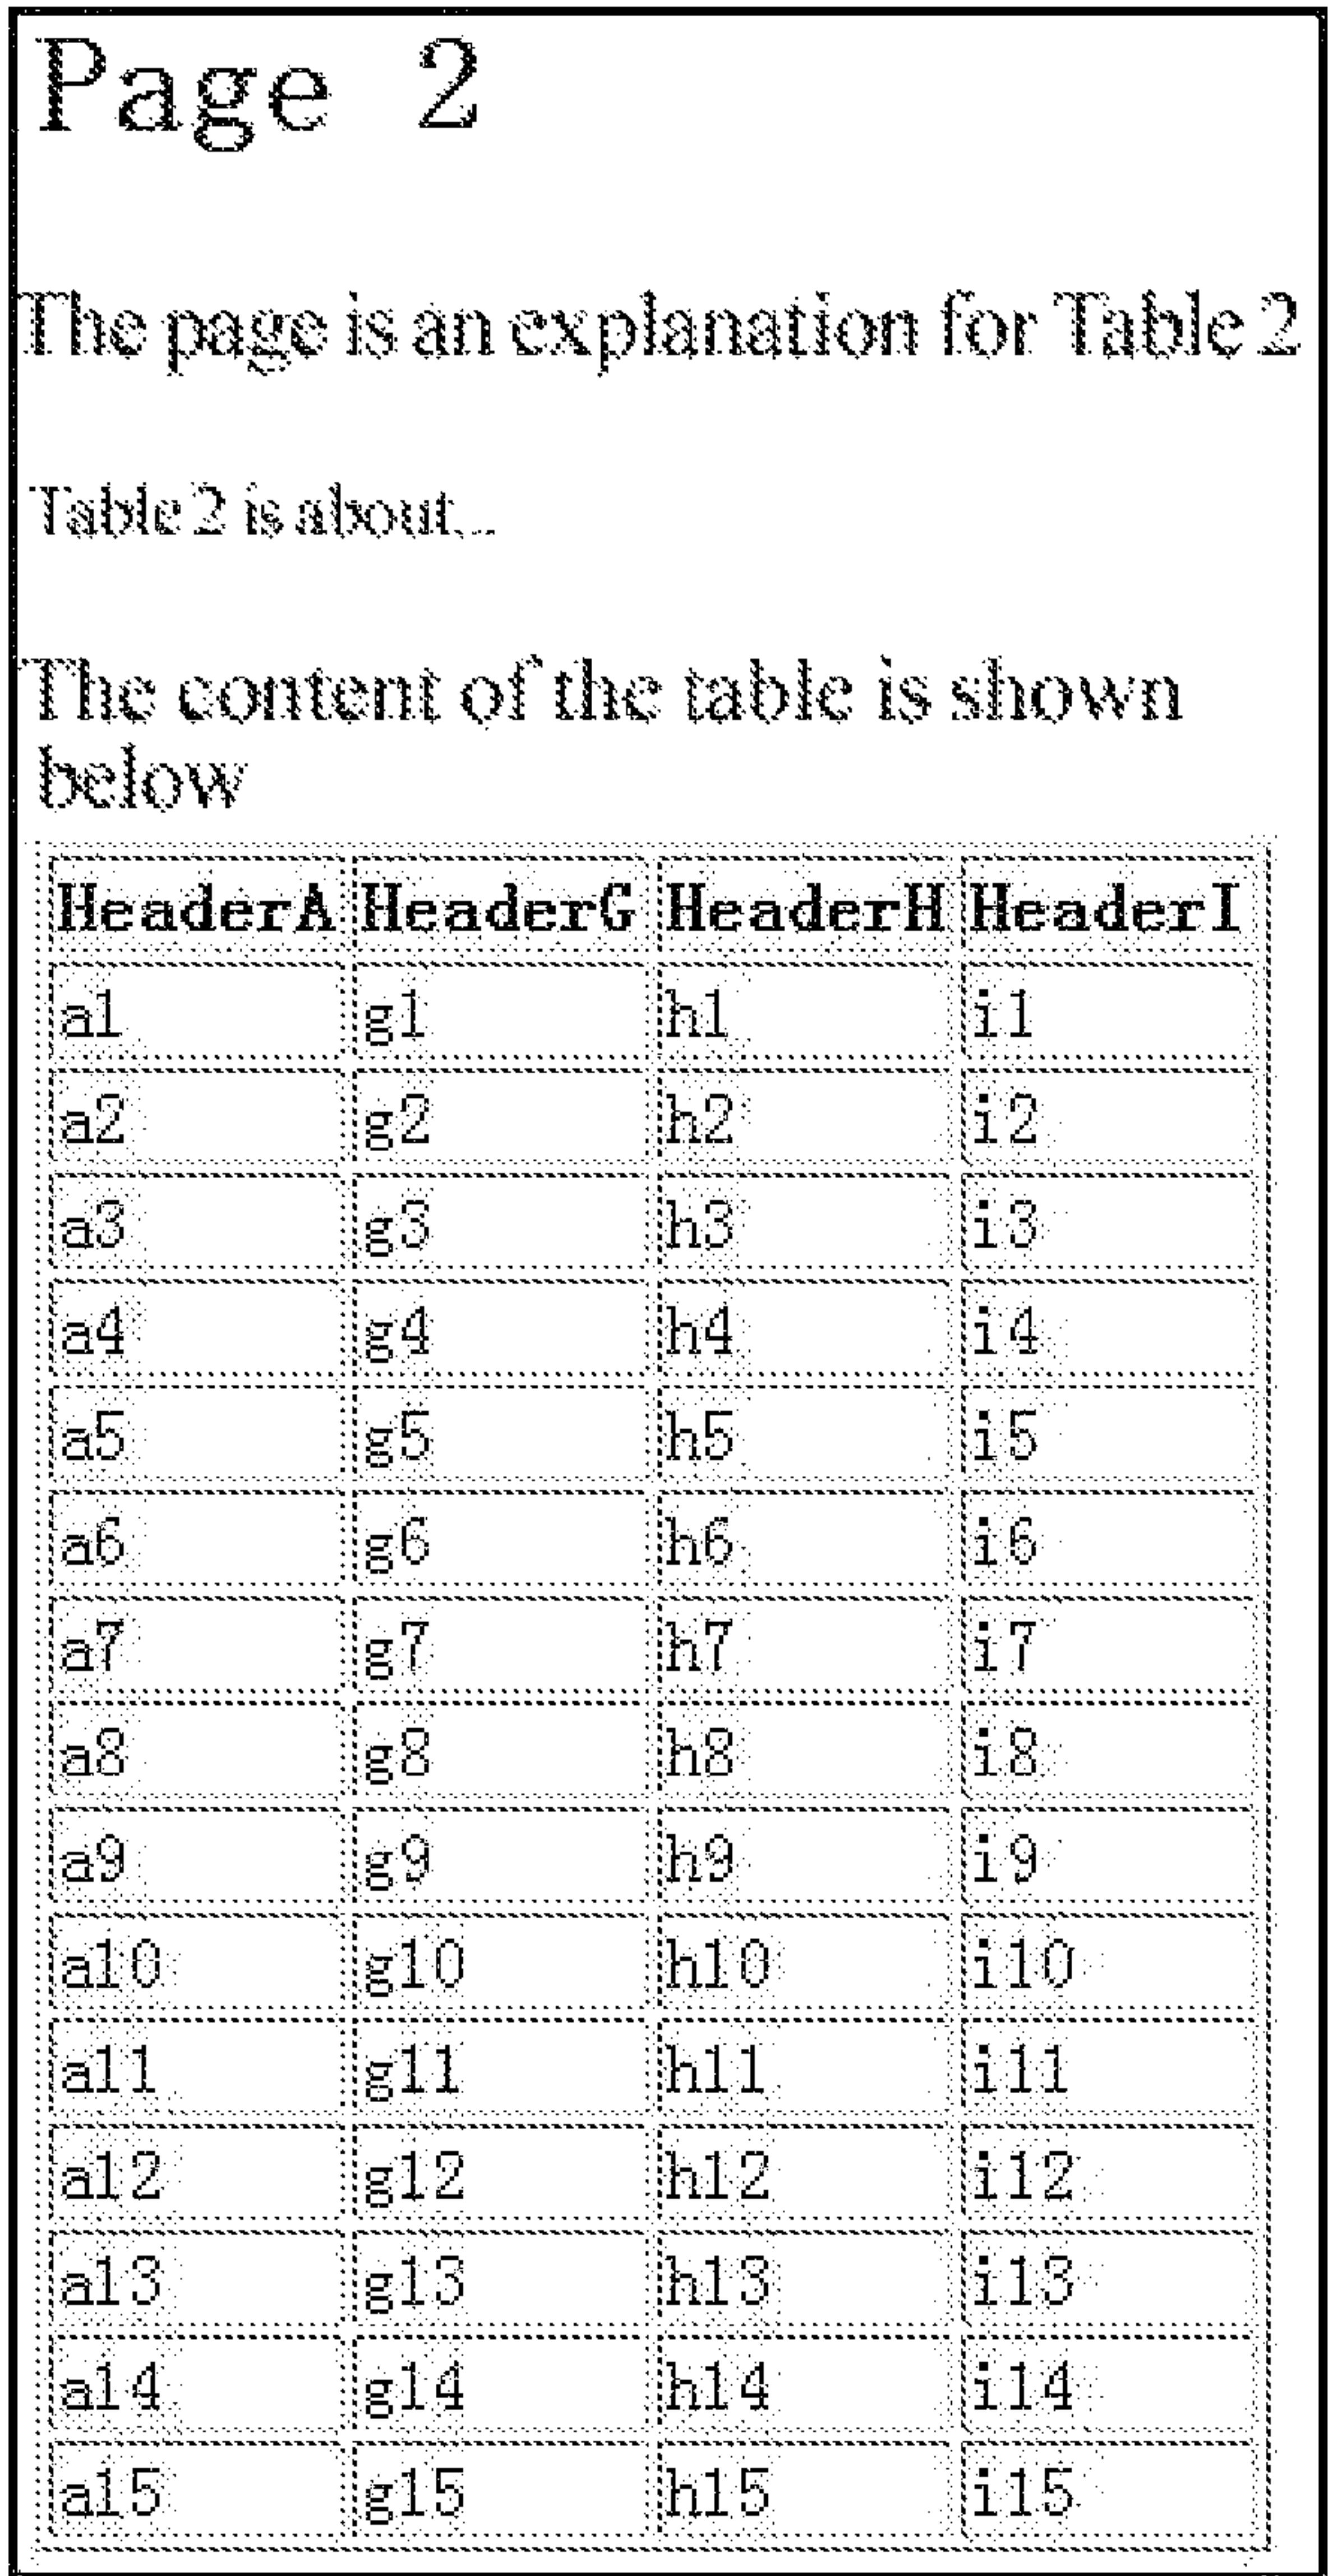 Page 2
The page is an explanation for Table 2
Table 2 is about...
The content of the table is shown
below
HeaderA HeaderG HeaderH HeaderI
a1 g1 h1 i1
a2 g2 h2 i2
a3 g3 h3 i3
a4 g4 h4 i4
a5 g5 h5 i5
a6 g6 h6 i6
a7 g7 h7 i7
a8 g8 h8 i8
a9 g9 h9 i9
a10 g10 h10 i10
a11 g11 h11 i11
a12 g12 h12 i12
a13 g13 h13 i13
a14 g14 h14 i14
a15 g15 h15 i15